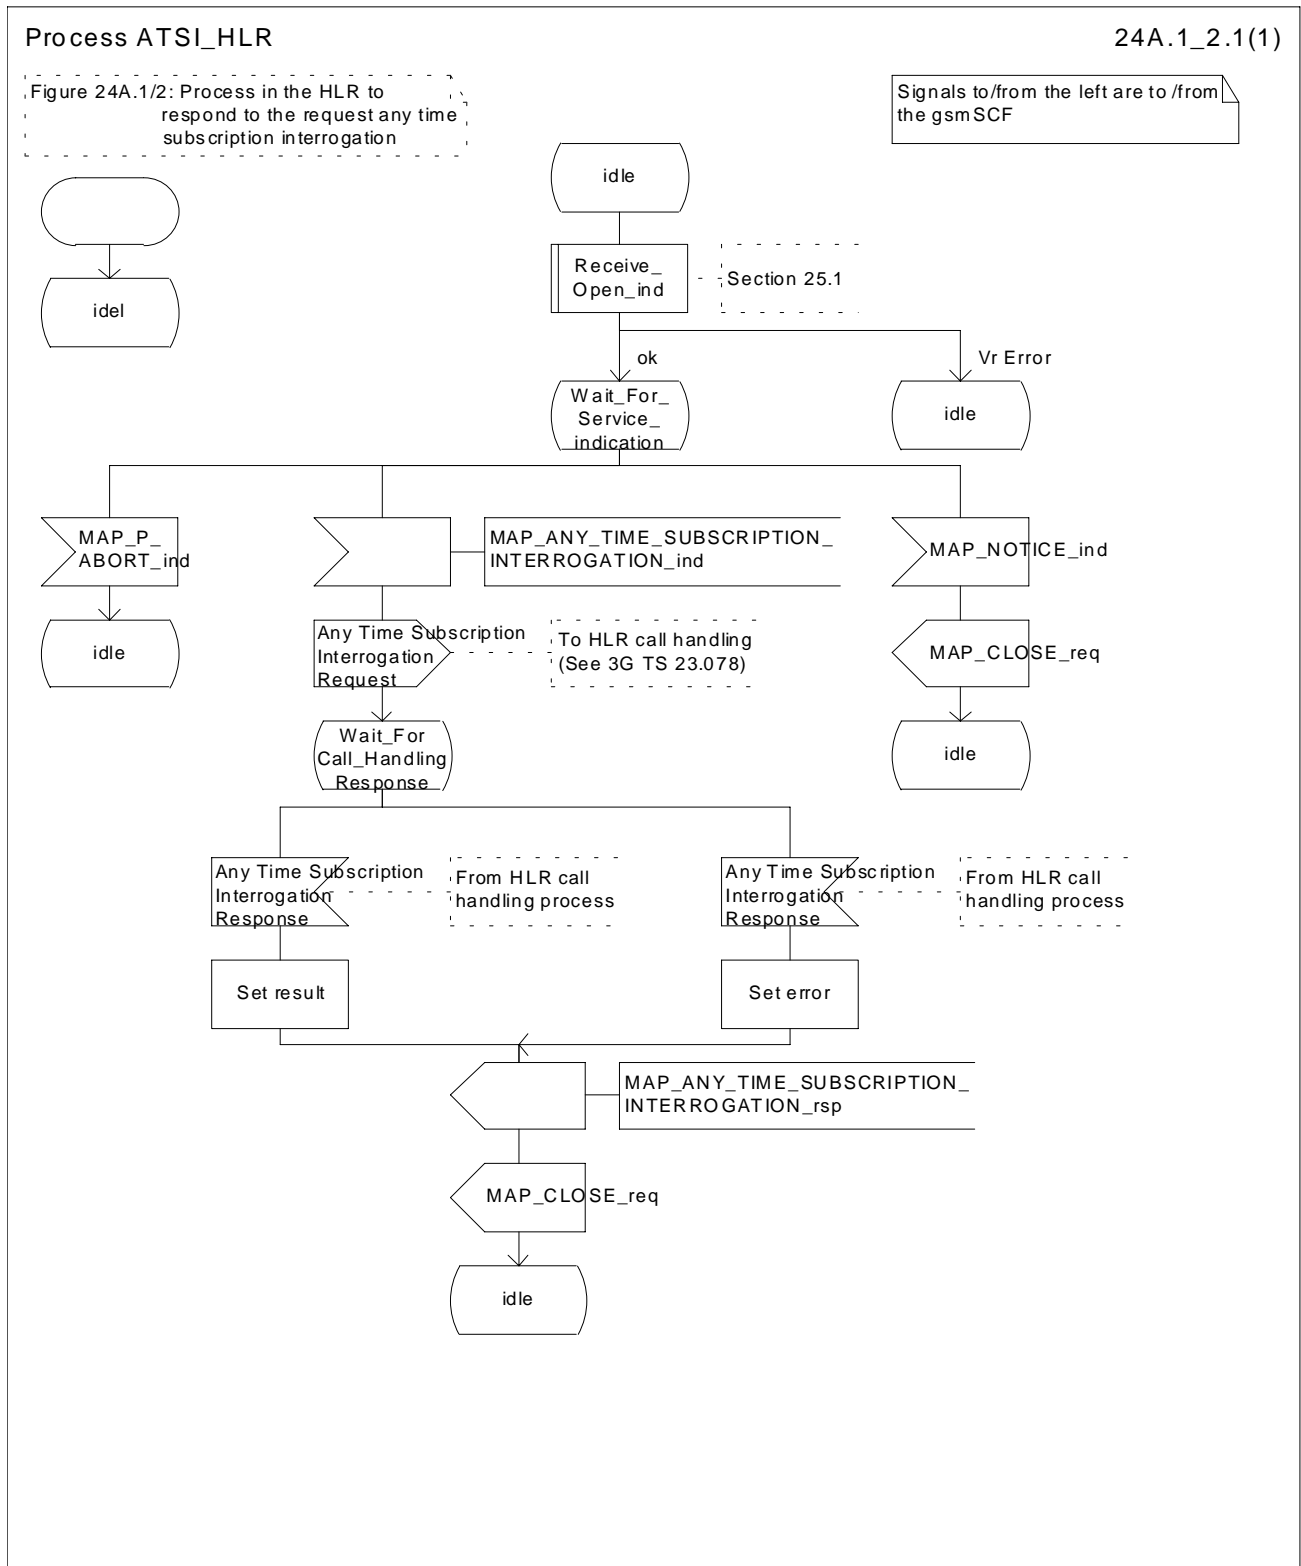 Process ATSI_HLR
24A.1_2.1(1)
Figure 24A.1/2: Process in the HLR to
respond to the request any time
subscription interrogation
Signals to/from the left are to /from
the gsmSCF
idle
idel
Receive_
Open_ind
Section 25.1
ok
Vr Error
Wait_For_
Service_
indication
idle
MAP_P_
ABORT_ind
MAP_ANY_TIME_SUBSCRIPTION_
INTERROGATION_ind
MAP_NOTICE_ind
idle
Any Time Subscription
Interrogation
Request
To HLR call handling
(See 3G TS 23.078)
MAP_CLOSE_req
Wait_For
Call_Handling
Response
idle
Any Time Subscription
Interrogation
Response
From HLR call
handling process
Any Time Subscription
Interrogation
Response
From HLR call
handling process
Set result
Set error
MAP_ANY_TIME_SUBSCRIPTION_
INTERROGATION_rsp
MAP_CLOSE_req
idle